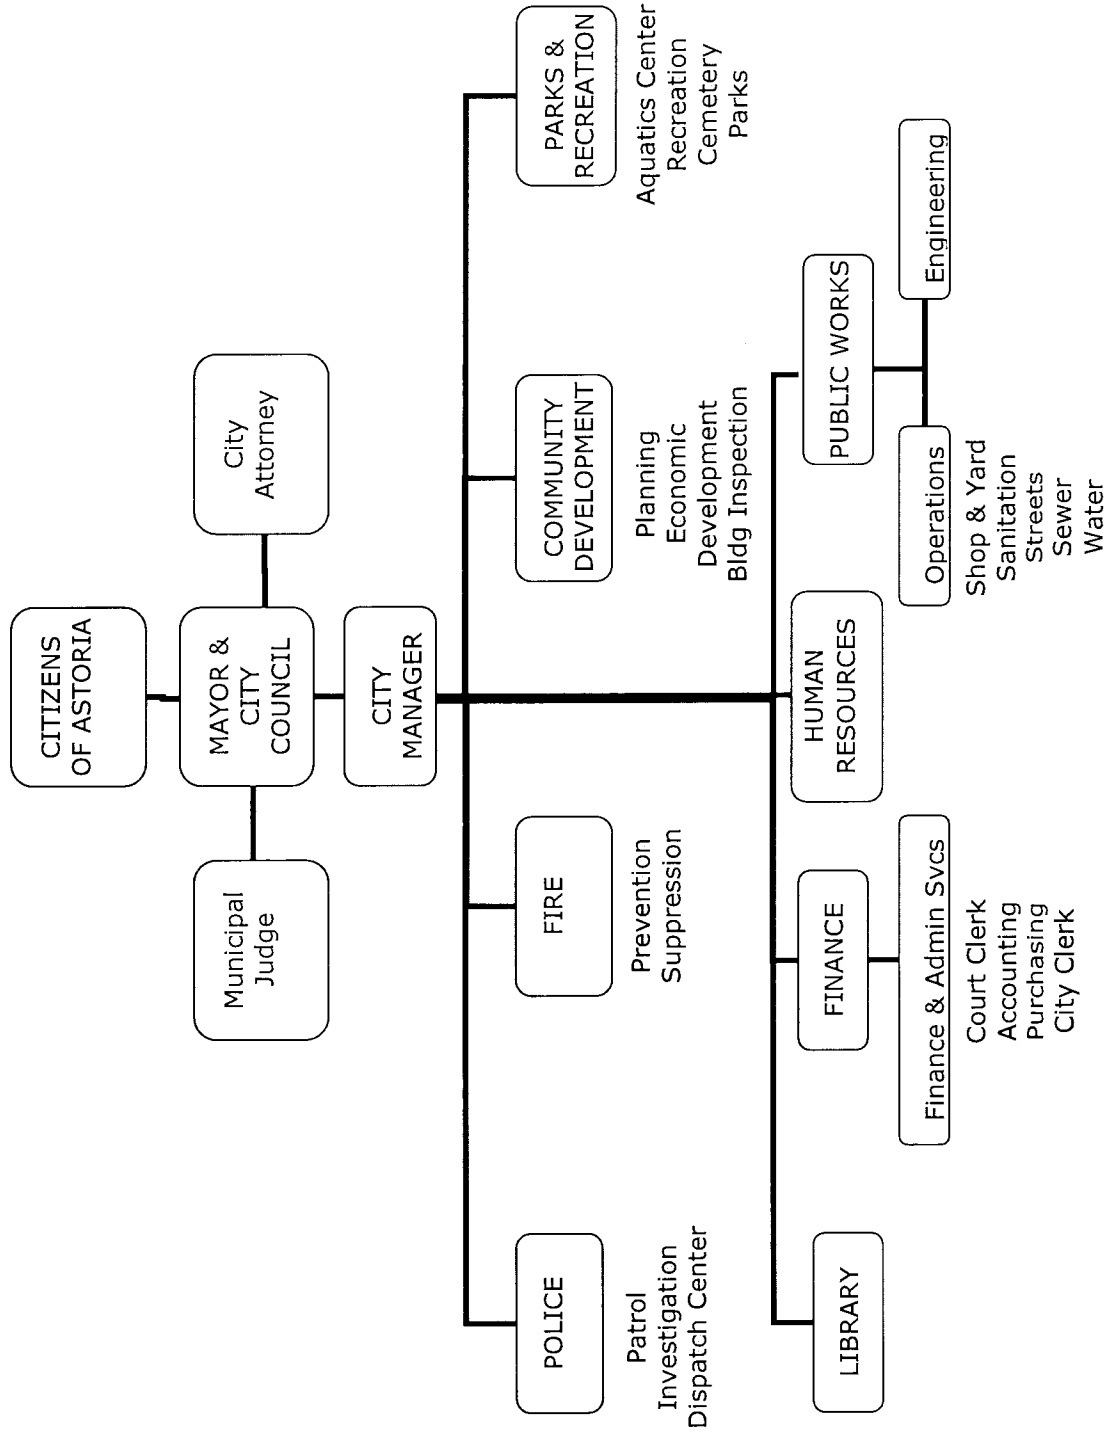 CITIZENS
OF ASTORIA
Municipal
Judge
MAYOR &
CITY
COUNCIL
City
Attorney
CITY
MANAGER
POLICE
Patrol
Investigation
Dispatch Center
FIRE
Prevention
Suppression
COMMUNITY
DEVELOPMENT
Planning
Economic
Development
Bldg Inspection
PARKS &
RECREATION
Aquatics Center
Recreation
Cemetery
Parks
LIBRARY
FINANCE
Finance & Admin Svcs
Court Clerk
Accounting
Purchasing
City Clerk
HUMAN
RESOURCES
PUBLIC WORKS
Operations
Shop & Yard
Sanitation
Streets
Sewer
Water
Engineering